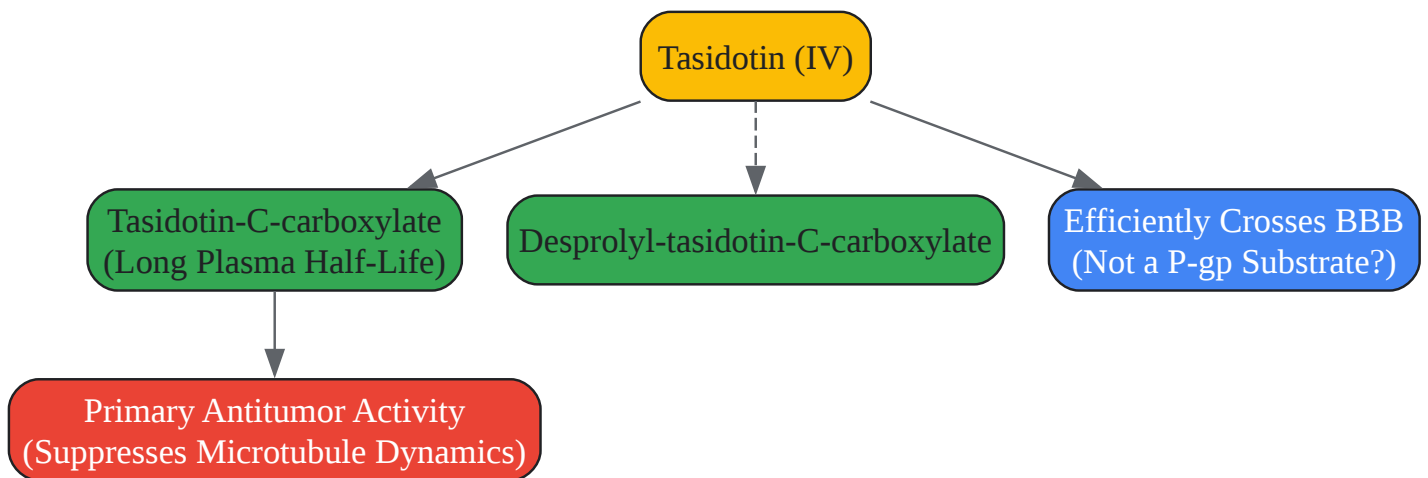 Tasidotin (IV)
Tasidotin-C-carboxylate
(Long Plasma Half-Life)
Desprolyl-tasidotin-C-carboxylate
Efficiently Crosses BBB
(Not a P-gp Substrate?)
Primary Antitumor Activity
(Suppresses Microtubule Dynamics)